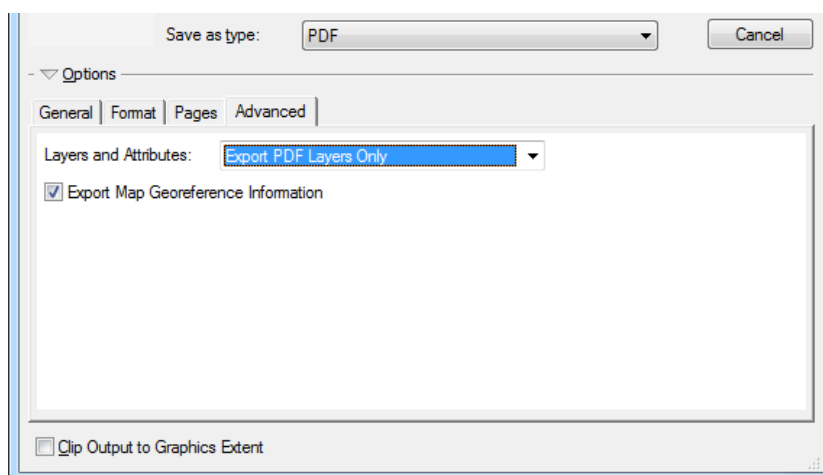 Save as type: PDF Cancel
Options
General Format Pages Advanced
Layers and Attributes: Export PDF Layers Only
Export Map Georeference Information
Clip Output to Graphics Extent